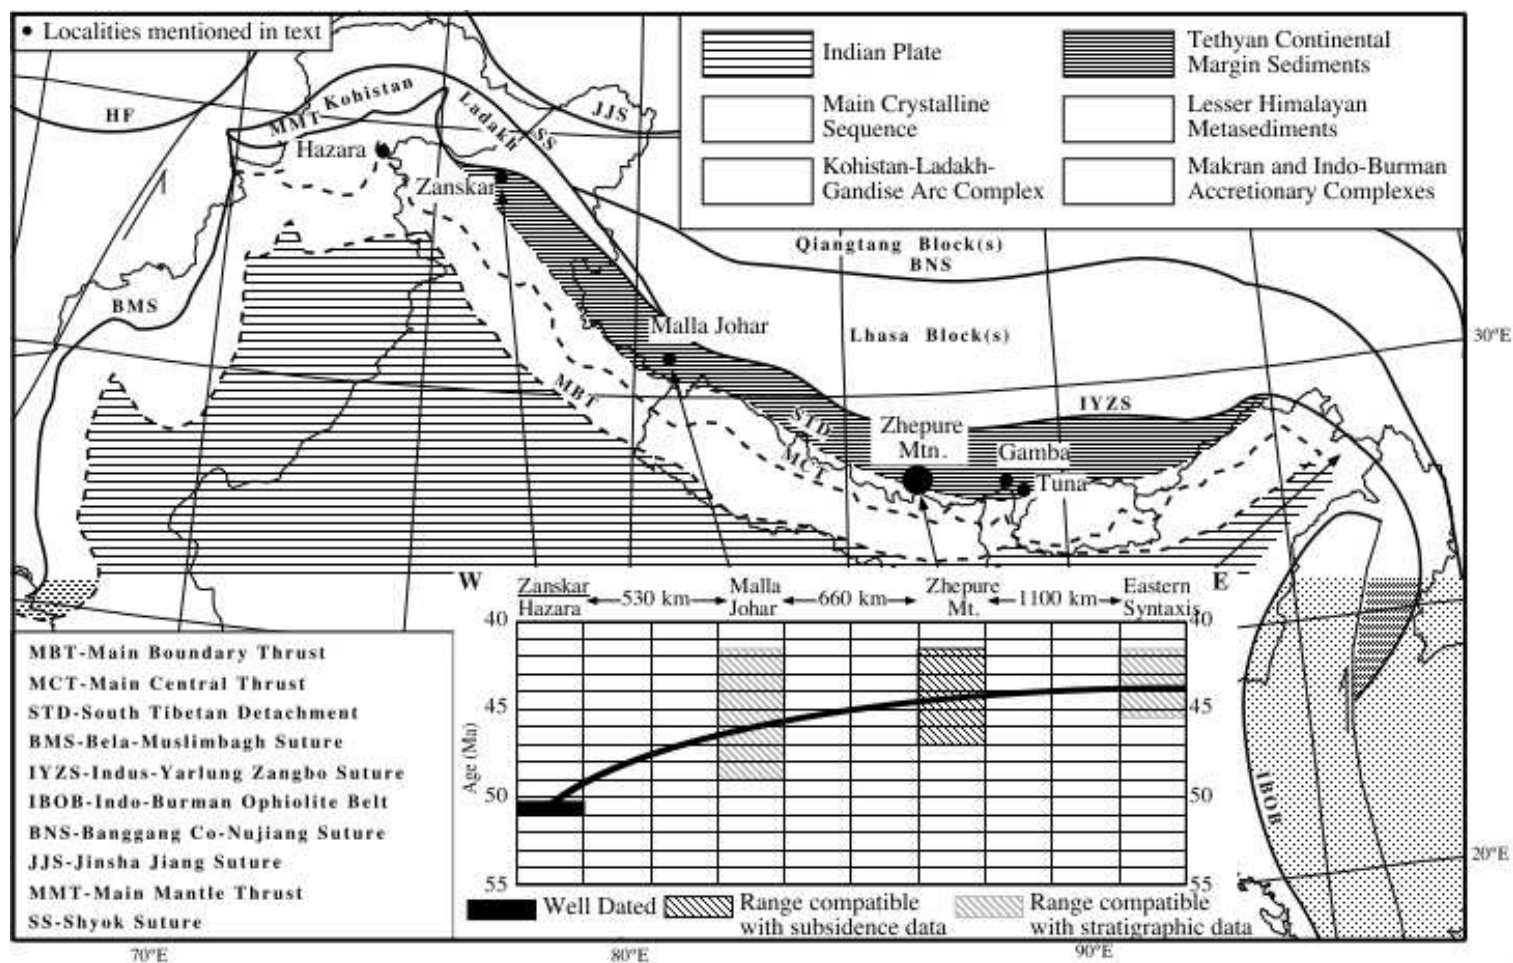 • Localities mentioned in text
Indian Plate
Tethyan Continental
Margin Sediments
Main Crystalline
Sequence
Lesser Himalayan
Metasediments
Kohistan-Ladakh-
Gandise Arc Complex
Makran and Indo-Burman
Accretionary Complexes
HF
MMT
Kohistan
Ladakh
SS
JJS
Hazara
Zanskar
BMS
Qiangtang Block(s)
BNS
Malla Johar
Lhasa Block(s)
30°E
MBT
STD
MCT
IYZS
Zhepure
Mtn.
Gamba
Tuna
IBOB
20°E
W
E
Zanskar
Hazara
530 km
Malla
Johar
660 km
Zhepure
Mt.
1100 km
Eastern
Syntaxis
40
40
45
45
50
50
55
55
Age (Ma)
Well Dated
Range compatible
with subsidence data
Range compatible
with stratigraphic data
MBT-Main Boundary Thrust
MCT-Main Central Thrust
STD-South Tibetan Detachment
BMS-Bela-Muslimbagh Suture
IYZS-Indus-Yarlung Zangbo Suture
IBOB-Indo-Burman Ophiolite Belt
BNS-Banggang Co-Nujiang Suture
JJS-Jinsha Jiang Suture
MMT-Main Mantle Thrust
SS-Shyok Suture
70°E
80°E
90°E